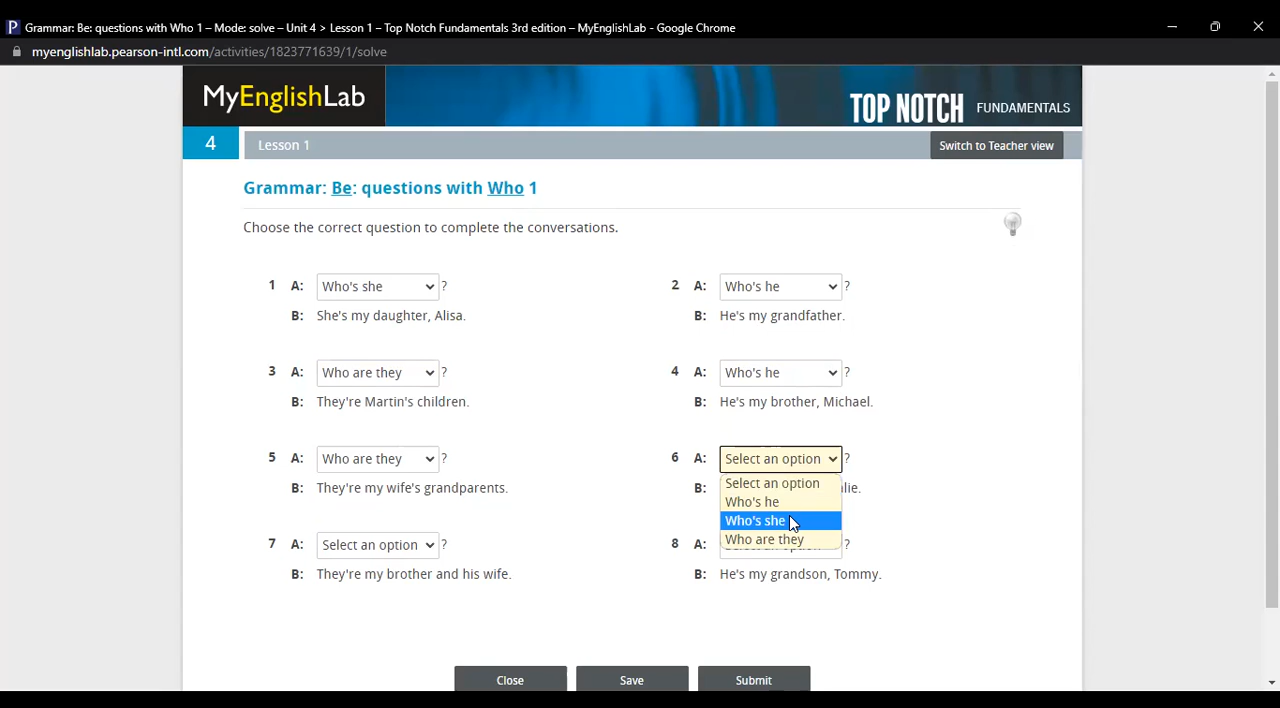 Grammar: Be: questions with Who 1 – Mode: solve – Unit 4 > Lesson 1 – Top Notch Fundamentals 3rd edition – MyEnglishLab - Google Chrome
myenglishlab.pearson-intl.com/activities/1823771639/1/solve
MyEnglishLab
TOP NOTCH FUNDAMENTALS
4 Lesson 1 Switch to Teacher view
Grammar: Be: questions with Who 1
Choose the correct question to complete the conversations.
1 A: Who's she ?
B: She's my daughter, Alisa.
2 A: Who's he ?
B: He's my grandfather.
3 A: Who are they ?
B: They're Martin's children.
4 A: Who's he ?
B: He's my brother, Michael.
5 A: Who are they ?
B: They're my wife's grandparents.
6 A: Select an option ?
Select an option
Who's he
Who's she
Who are they
B: lie.
7 A: Select an option ?
B: They're my brother and his wife.
8 A: ?
B: He's my grandson, Tommy.
Close Save Submit